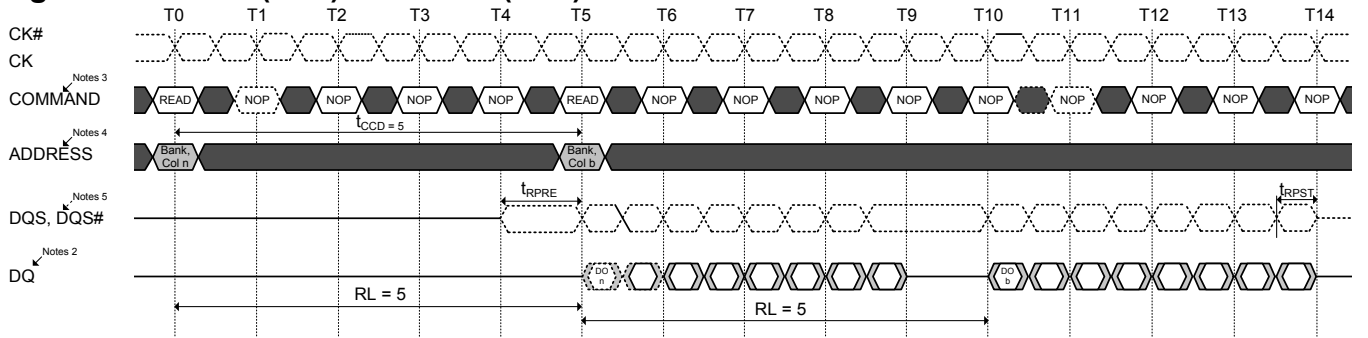 T0 T1 T2 T3 T4 T5 T6 T7 T8 T9 T10 T11 T12 T13 T14
CK#
CK
Notes 3
COMMAND READ NOP NOP NOP NOP READ NOP NOP NOP NOP NOP NOP NOP NOP NOP
tCCD = 5
Notes 4
ADDRESS Bank, Col n Bank, Col b
Notes 5
tRPRE tRPST
DQS, DQS#
Notes 2
DQ DO n DO b
RL = 5
RL = 5